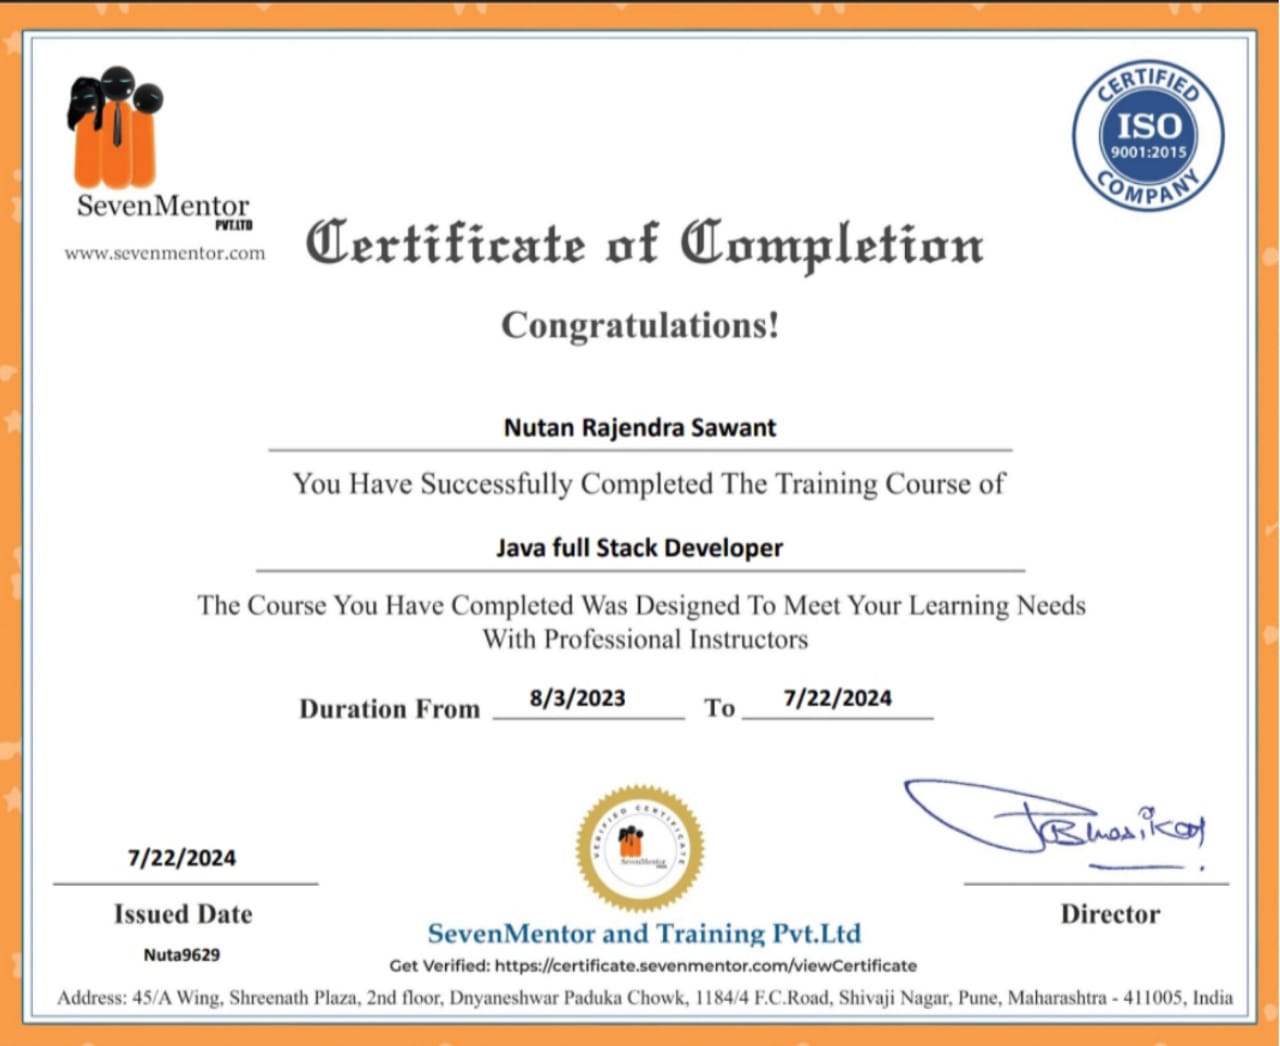 SevenMentor
PVT.LTD
www.sevenmentor.com
CERTIFIED
ISO
9001:2015
COMPANY
Certificate of Completion
Congratulations!
Nutan Rajendra Sawant
You Have Successfully Completed The Training Course of
Java full Stack Developer
The Course You Have Completed Was Designed To Meet Your Learning Needs
With Professional Instructors
Duration From 8/3/2023 To 7/22/2024
7/22/2024
Issued Date
Nuta9629
VERIFIED CERTIFICATE
SevenMentor
Director
SevenMentor and Training Pvt.Ltd
Get Verified: https://certificate.sevenmentor.com/viewCertificate
Address: 45/A Wing, Shreenath Plaza, 2nd floor, Dnyaneshwar Paduka Chowk, 1184/4 F.C.Road, Shivaji Nagar, Pune, Maharashtra - 411005, India